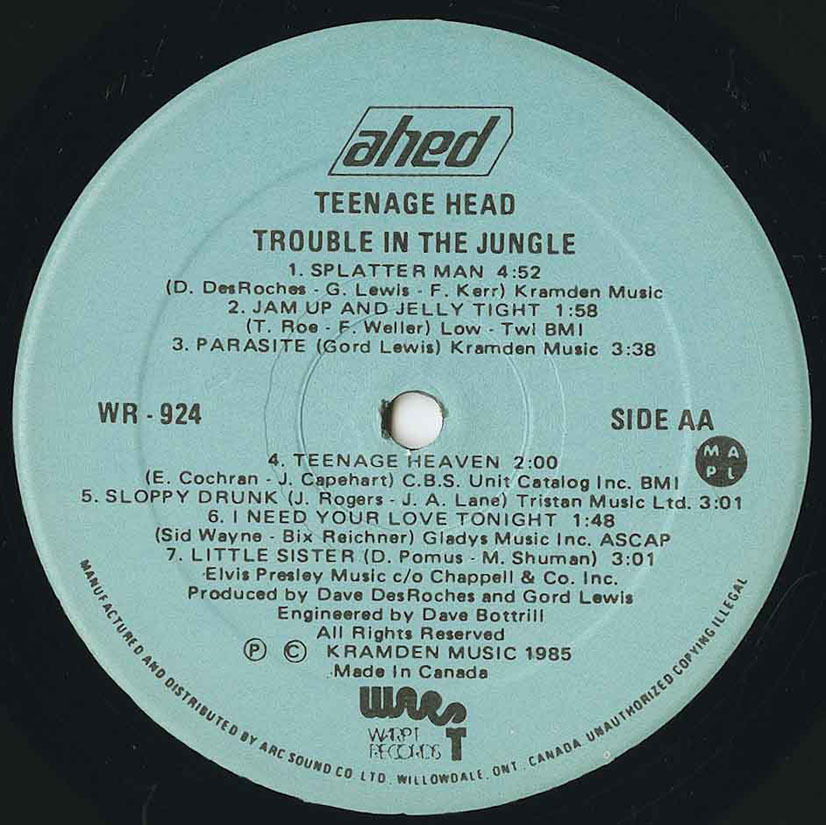 ahed
TEENAGE HEAD
TROUBLE IN THE JUNGLE
1. SPLATTER MAN 4:52
(D. DesRoches - G. Lewis - F. Kerr) Kramden Music
2. JAM UP AND JELLY TIGHT 1:58
(T. Roe - F. Weller) Low - Twi BMI
3. PARASITE (Gord Lewis) Kramden Music 3:38
WR - 924
SIDE AA
M A
P L
4. TEENAGE HEAVEN 2:00
(E. Cochran - J. Capehart) C.B.S. Unit Catalog Inc. BMI
5. SLOPPY DRUNK (J. Rogers - J. A. Lane) Tristan Music Ltd. 3:01
6. I NEED YOUR LOVE TONIGHT 1:48
(Sid Wayne - Bix Reichner) Gladys Music Inc. ASCAP
7. LITTLE SISTER (D. Pomus - M. Shuman) 3:01
Elvis Presley Music c/o Chappell & Co. Inc.
Produced by Dave DesRoches and Gord Lewis
Engineered by Dave Bottrill
All Rights Reserved
Ⓟ © KRAMDEN MUSIC 1985
Made In Canada
WARPT
RECORDS
MANUFACTURED AND DISTRIBUTED BY ARC SOUND CO. LTD., WILLOWDALE, ONT., CANADA. UNAUTHORIZED COPYING ILLEGAL